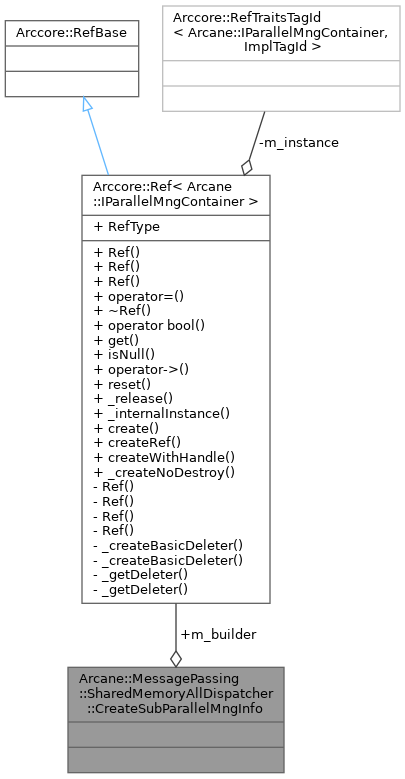 Arccore::RefBase
Arccore::RefTraitsTagId
< Arcane::IParallelMngContainer,
ImplTagId >
-m_instance
Arccore::Ref< Arcane
::IParallelMngContainer >
+ RefType
+ Ref()
+ Ref()
+ Ref()
+ operator=()
+ ~Ref()
+ operator bool()
+ get()
+ isNull()
+ operator->()
+ reset()
+ _release()
+ _internalInstance()
+ create()
+ createRef()
+ createWithHandle()
+ _createNoDestroy()
- Ref()
- Ref()
- Ref()
- Ref()
- _createBasicDeleter()
- _createBasicDeleter()
- _getDeleter()
- _getDeleter()
+m_builder
Arcane::MessagePassing
::SharedMemoryAllDispatcher
::CreateSubParallelMngInfo